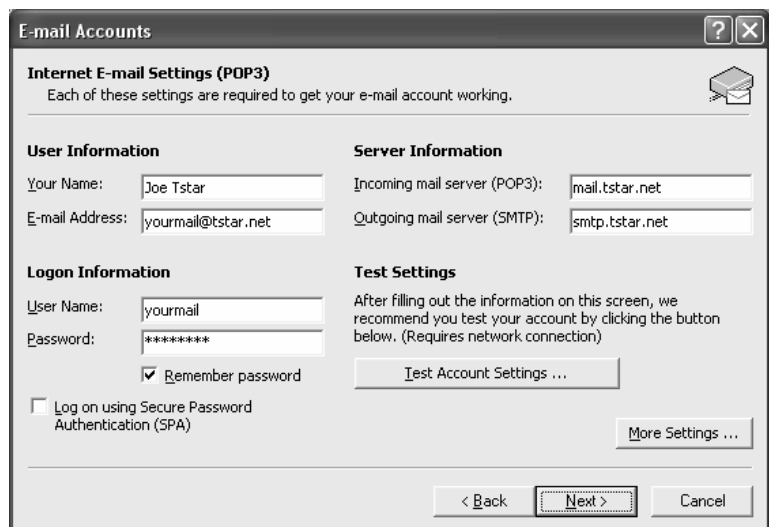 E-mail Accounts
Internet E-mail Settings (POP3)
Each of these settings are required to get your e-mail account working.
User Information
Your Name: Joe Tstar
E-mail Address: yourmail@tstar.net
Server Information
Incoming mail server (POP3): mail.tstar.net
Outgoing mail server (SMTP): smtp.tstar.net
Logon Information
User Name: yourmail
Password: ********
Remember password
Log on using Secure Password
Authentication (SPA)
Test Settings
After filling out the information on this screen, we
recommend you test your account by clicking the button
below. (Requires network connection)
Test Account Settings ...
More Settings ...
< Back
Next >
Cancel